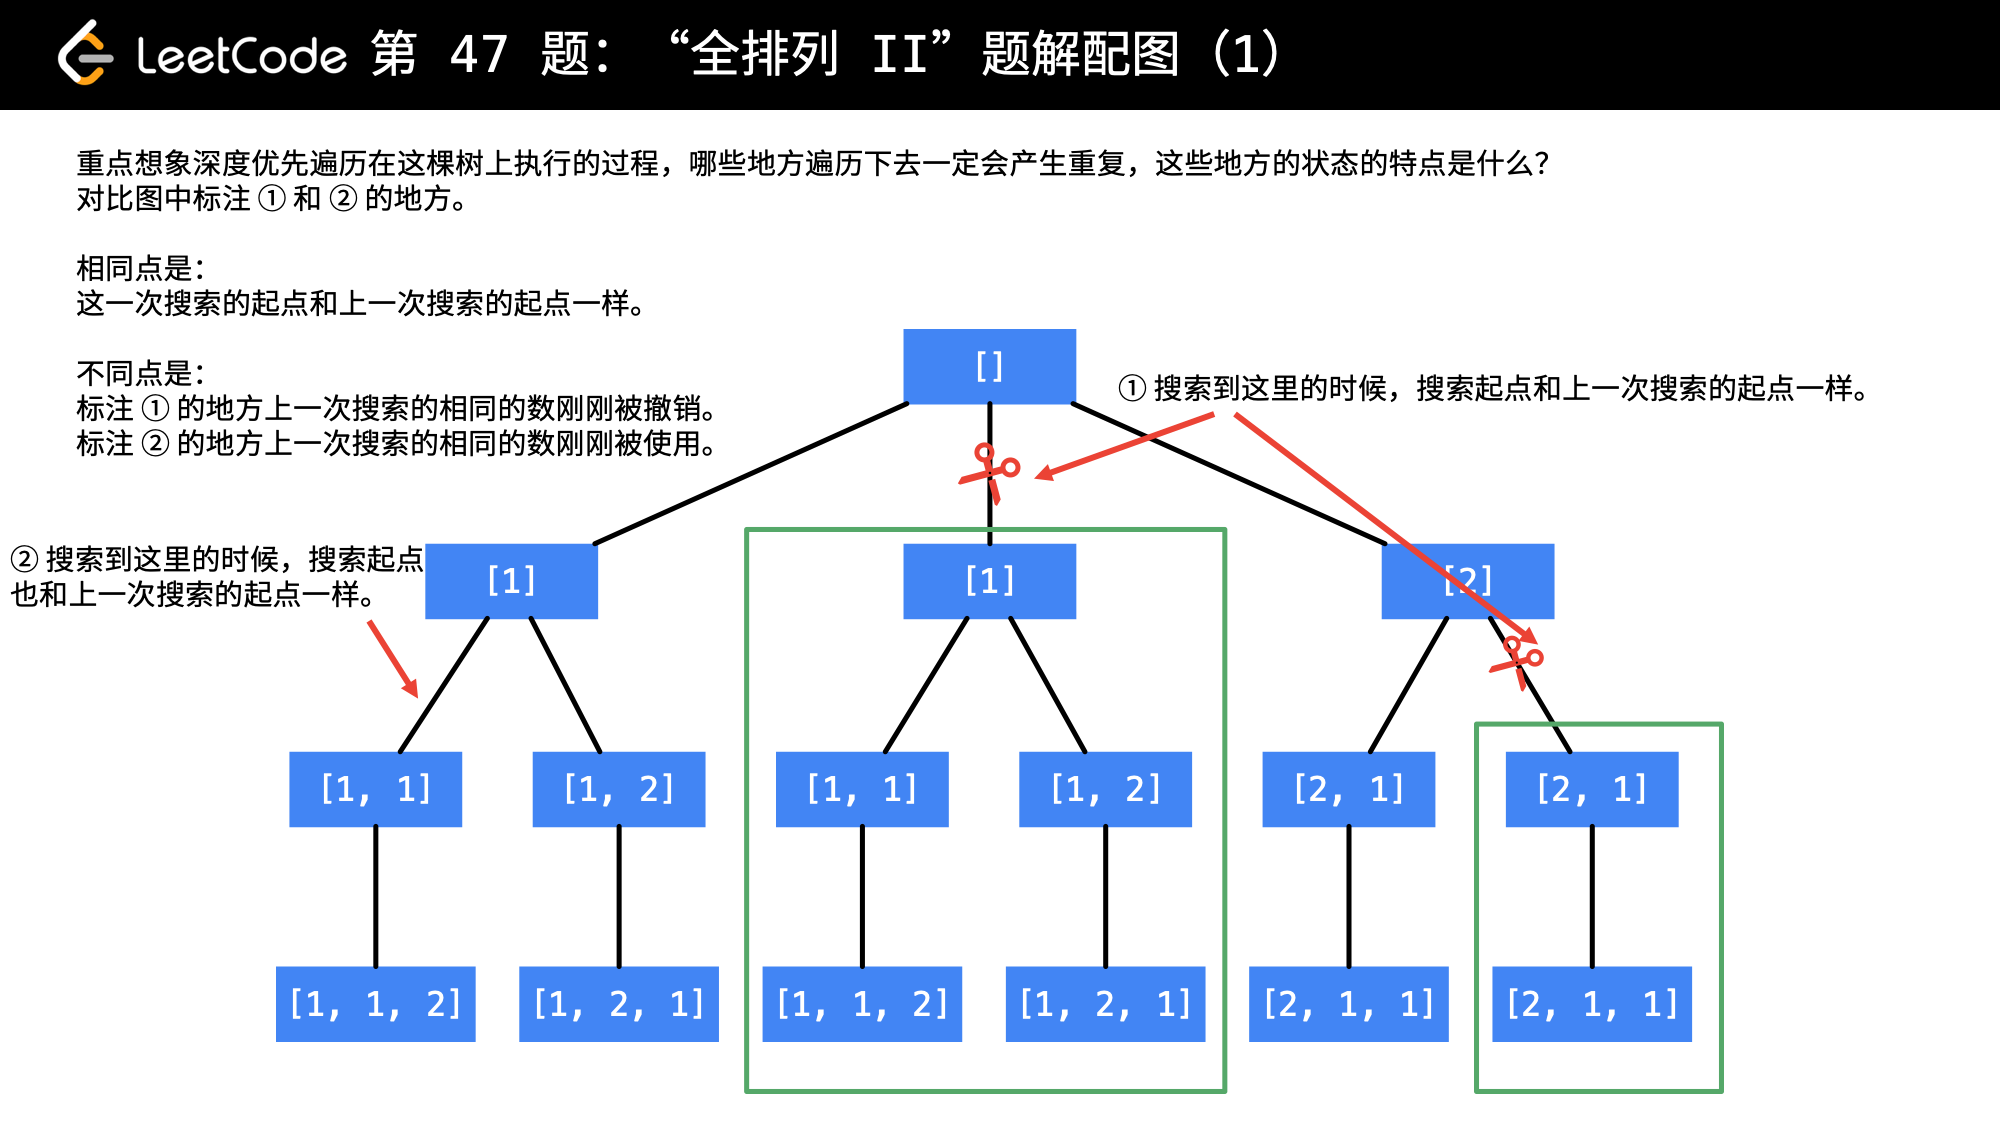 LeetCode 第 47 题：“全排列 II”题解配图（1）
重点想象深度优先遍历在这棵树上执行的过程，哪些地方遍历下去一定会产生重复，这些地方的状态的特点是什么？
对比图中标注 ① 和 ② 的地方。
相同点是：
这一次搜索的起点和上一次搜索的起点一样。
不同点是：
标注 ① 的地方上一次搜索的相同的数刚刚被撤销。
标注 ② 的地方上一次搜索的相同的数刚刚被使用。
[]
① 搜索到这里的时候，搜索起点和上一次搜索的起点一样。
② 搜索到这里的时候，搜索起点
也和上一次搜索的起点一样。
[1]
[1]
[2]
[1, 1]
[1, 2]
[1, 1]
[1, 2]
[2, 1]
[2, 1]
[1, 1, 2]
[1, 2, 1]
[1, 1, 2]
[1, 2, 1]
[2, 1, 1]
[2, 1, 1]